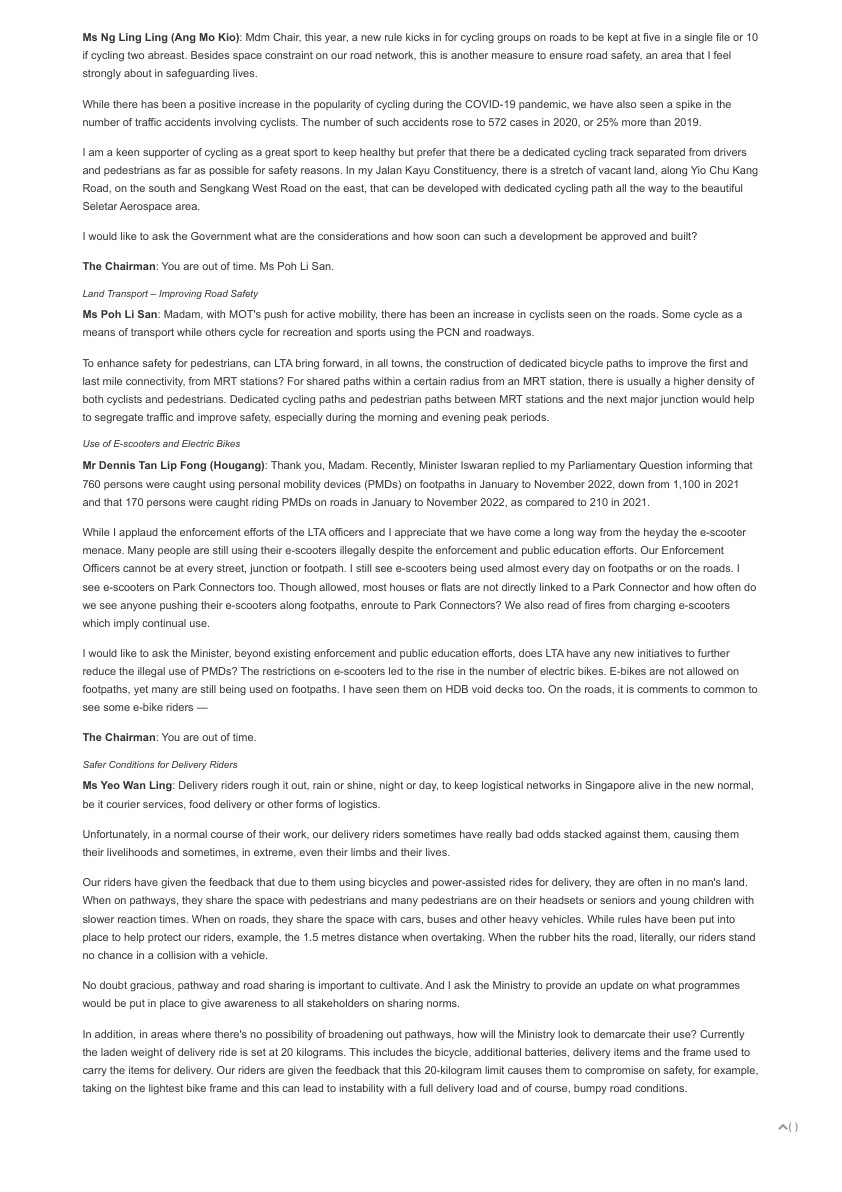 Ms Ng Ling Ling (Ang Mo Kio): Mdm Chair, this year, a new rule kicks in for cycling groups on roads to be kept at five in a single file or 10
if cycling two abreast. Besides space constraint on our road network, this is another measure to ensure road safety, an area that I feel
strongly about in safeguarding lives.
While there has been a positive increase in the popularity of cycling during the COVID-19 pandemic, we have also seen a spike in the
number of traffic accidents involving cyclists. The number of such accidents rose to 572 cases in 2020, or 25% more than 2019.
I am a keen supporter of cycling as a great sport to keep healthy but prefer that there be a dedicated cycling track separated from drivers
and pedestrians as far as possible for safety reasons. In my Jalan Kayu Constituency, there is a stretch of vacant land, along Yio Chu Kang
Road, on the south and Sengkang West Road on the east, that can be developed with dedicated cycling path all the way to the beautiful
Seletar Aerospace area.
I would like to ask the Government what are the considerations and how soon can such a development be approved and built?
The Chairman: You are out of time. Ms Poh Li San.
Land Transport – Improving Road Safety
Ms Poh Li San: Madam, with MOT's push for active mobility, there has been an increase in cyclists seen on the roads. Some cycle as a
means of transport while others cycle for recreation and sports using the PCN and roadways.
To enhance safety for pedestrians, can LTA bring forward, in all towns, the construction of dedicated bicycle paths to improve the first and
last mile connectivity, from MRT stations? For shared paths within a certain radius from an MRT station, there is usually a higher density of
both cyclists and pedestrians. Dedicated cycling paths and pedestrian paths between MRT stations and the next major junction would help
to segregate traffic and improve safety, especially during the morning and evening peak periods.
Use of E-scooters and Electric Bikes
Mr Dennis Tan Lip Fong (Hougang): Thank you, Madam. Recently, Minister Iswaran replied to my Parliamentary Question informing that
760 persons were caught using personal mobility devices (PMDs) on footpaths in January to November 2022, down from 1,100 in 2021
and that 170 persons were caught riding PMDs on roads in January to November 2022, as compared to 210 in 2021.
While I applaud the enforcement efforts of the LTA officers and I appreciate that we have come a long way from the heyday the e-scooter
menace. Many people are still using their e-scooters illegally despite the enforcement and public education efforts. Our Enforcement
Officers cannot be at every street, junction or footpath. I still see e-scooters being used almost every day on footpaths or on the roads. I
see e-scooters on Park Connectors too. Though allowed, most houses or flats are not directly linked to a Park Connector and how often do
we see anyone pushing their e-scooters along footpaths, enroute to Park Connectors? We also read of fires from charging e-scooters
which imply continual use.
I would like to ask the Minister, beyond existing enforcement and public education efforts, does LTA have any new initiatives to further
reduce the illegal use of PMDs? The restrictions on e-scooters led to the rise in the number of electric bikes. E-bikes are not allowed on
footpaths, yet many are still being used on footpaths. I have seen them on HDB void decks too. On the roads, it is comments to common to
see some e-bike riders —
The Chairman: You are out of time.
Safer Conditions for Delivery Riders
Ms Yeo Wan Ling: Delivery riders rough it out, rain or shine, night or day, to keep logistical networks in Singapore alive in the new normal,
be it courier services, food delivery or other forms of logistics.
Unfortunately, in a normal course of their work, our delivery riders sometimes have really bad odds stacked against them, causing them
their livelihoods and sometimes, in extreme, even their limbs and their lives.
Our riders have given the feedback that due to them using bicycles and power-assisted rides for delivery, they are often in no man's land.
When on pathways, they share the space with pedestrians and many pedestrians are on their headsets or seniors and young children with
slower reaction times. When on roads, they share the space with cars, buses and other heavy vehicles. While rules have been put into
place to help protect our riders, example, the 1.5 metres distance when overtaking. When the rubber hits the road, literally, our riders stand
no chance in a collision with a vehicle.
No doubt gracious, pathway and road sharing is important to cultivate. And I ask the Ministry to provide an update on what programmes
would be put in place to give awareness to all stakeholders on sharing norms.
In addition, in areas where there's no possibility of broadening out pathways, how will the Ministry look to demarcate their use? Currently
the laden weight of delivery ride is set at 20 kilograms. This includes the bicycle, additional batteries, delivery items and the frame used to
carry the items for delivery. Our riders are given the feedback that this 20-kilogram limit causes them to compromise on safety, for example,
taking on the lightest bike frame and this can lead to instability with a full delivery load and of course, bumpy road conditions.
( )